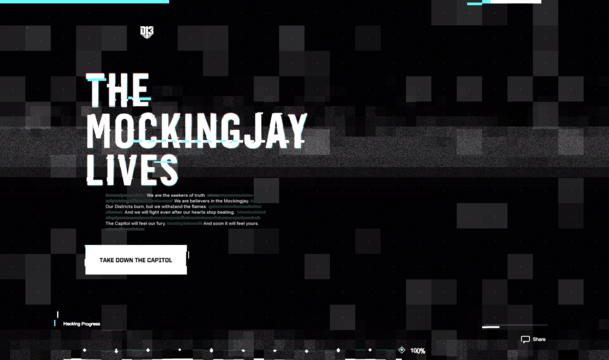 D13
THE
MOCKINGJAY
LIVES
We are the seekers of truth
We are believers in the Mockingjay.
Our Districts burn, but we withstand the flames.
And we will fight even after our hearts stop beating.
The Capitol will feel our fury. And soon it will feel yours.
TAKE DOWN THE CAPITOL
Hacking Progress
100%
Share